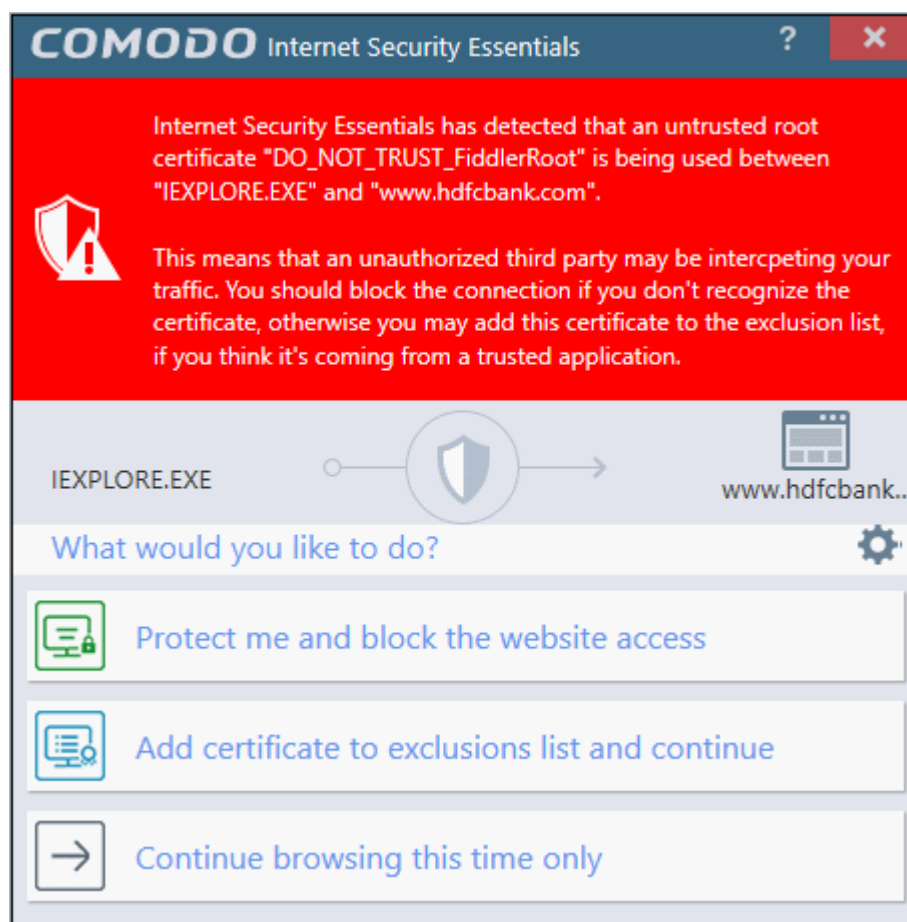 COMODO Internet Security Essentials ?
Internet Security Essentials has detected that an untrusted root
certificate "DO_NOT_TRUST_FiddlerRoot" is being used between
"IEXPLORE.EXE" and "www.hdfcbank.com".
This means that an unauthorized third party may be intercpeting your
traffic. You should block the connection if you don't recognize the
certificate, otherwise you may add this certificate to the exclusion list,
if you think it's coming from a trusted application.
IEXPLORE.EXE
www.hdfcbank..
What would you like to do?
Protect me and block the website access
Add certificate to exclusions list and continue
Continue browsing this time only